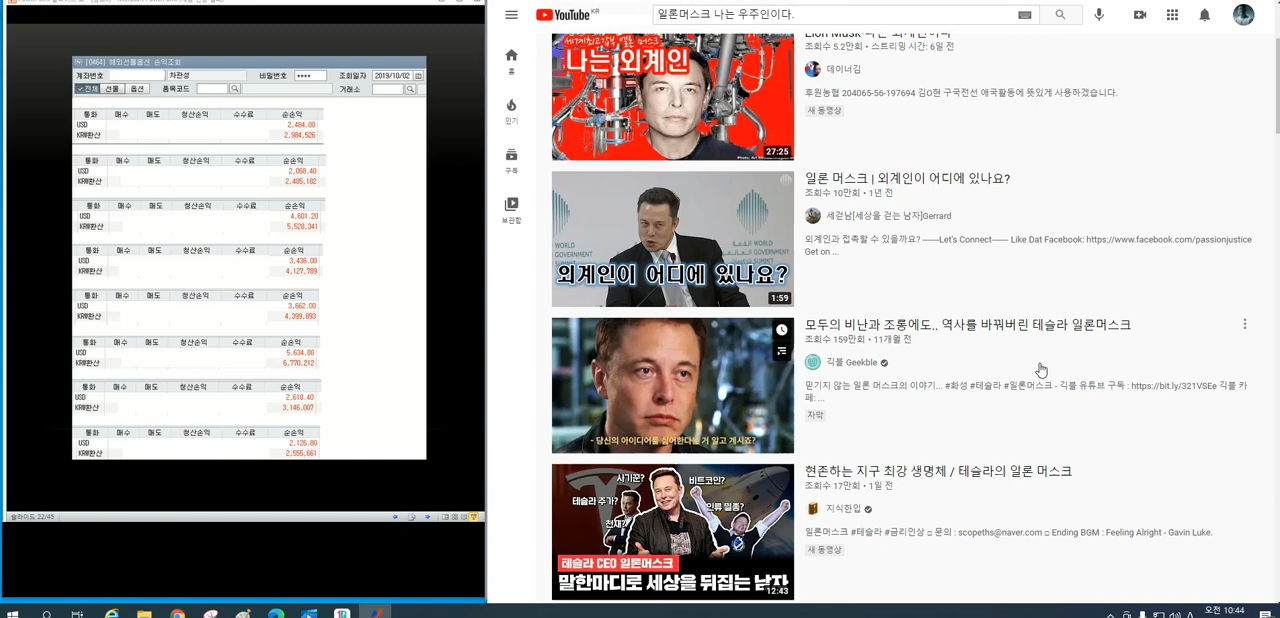 [0464] 해외선물옵션 손익조회
계좌번호 차관성 비밀번호 **** 조회일자 2019/10/02
전체 선물 옵션 종목코드 거래소
통화 매수 매도 청산손익 수수료 순손익
USD 2,484.00
KRW환산 2,984,526
통화 매수 매도 청산손익 수수료 순손익
USD 2,068.40
KRW환산 2,485,182
통화 매수 매도 청산손익 수수료 순손익
USD 4,601.20
KRW환산 5,528,341
통화 매수 매도 청산손익 수수료 순손익
USD 3,436.00
KRW환산 4,127,789
통화 매수 매도 청산손익 수수료 순손익
USD 3,662.00
KRW환산 4,399,893
통화 매수 매도 청산손익 수수료 순손익
USD 5,634.80
KRW환산 6,770,212
통화 매수 매도 청산손익 수수료 순손익
USD 2,618.40
KRW환산 3,146,007
통화 매수 매도 청산손익 수수료 순손익
USD 2,126.80
KRW환산 2,555,661
슬라이드 22/45
YouTube KR
일론머스크 나는 우주인이다.
홈
인기
구독
보관함
세계최고갑부 엘론 머스크
나는 외계인
27:25
조회수 5.2만회 • 스트리밍 시간: 6일 전
데이너김
후원농협 204065-56-197694 김O현 구국전선 애국활동에 뜻있게 사용하겠습니다.
새 동영상
WORLD GOVERNMENT SUMMIT
외계인이 어디에 있나요?
1:59
일론 머스크 | 외계인이 어디에 있나요?
조회수 10만회 • 1년 전
세걷남[세상을 걷는 남자]Gerrard
외계인과 접촉할 수 있을까요? ------Let's Connect------ Like Dat Facebook: https://www.facebook.com/passionjustice
Get on ...
- 당신의 아이디어를 싫어한다는 거 알고 계시죠?
모두의 비난과 조롱에도.. 역사를 바꿔버린 테슬라 일론머스크
조회수 159만회 • 11개월 전
긱블 Geekble
믿기지 않는 일론 머스크의 이야기... #화성 #테슬라 #일론머스크 - 긱블 유튜브 구독 : https://bit.ly/321VSEe 긱블 카
페: ...
자막
사기꾼?
비트코인?
테슬라 주가?
천재?
인류 멸종?
테슬라 CEO 일론머스크
말한마디로 세상을 뒤집는 남자
12:43
현존하는 지구 최강 생명체 / 테슬라의 일론 머스크
조회수 17만회 • 1일 전
지식한입
일론머스크 #테슬라 #금리인상 □ 문의 : scopeths@naver.com □ Ending BGM : Feeling Alright - Gavin Luke.
새 동영상
오전 10:44